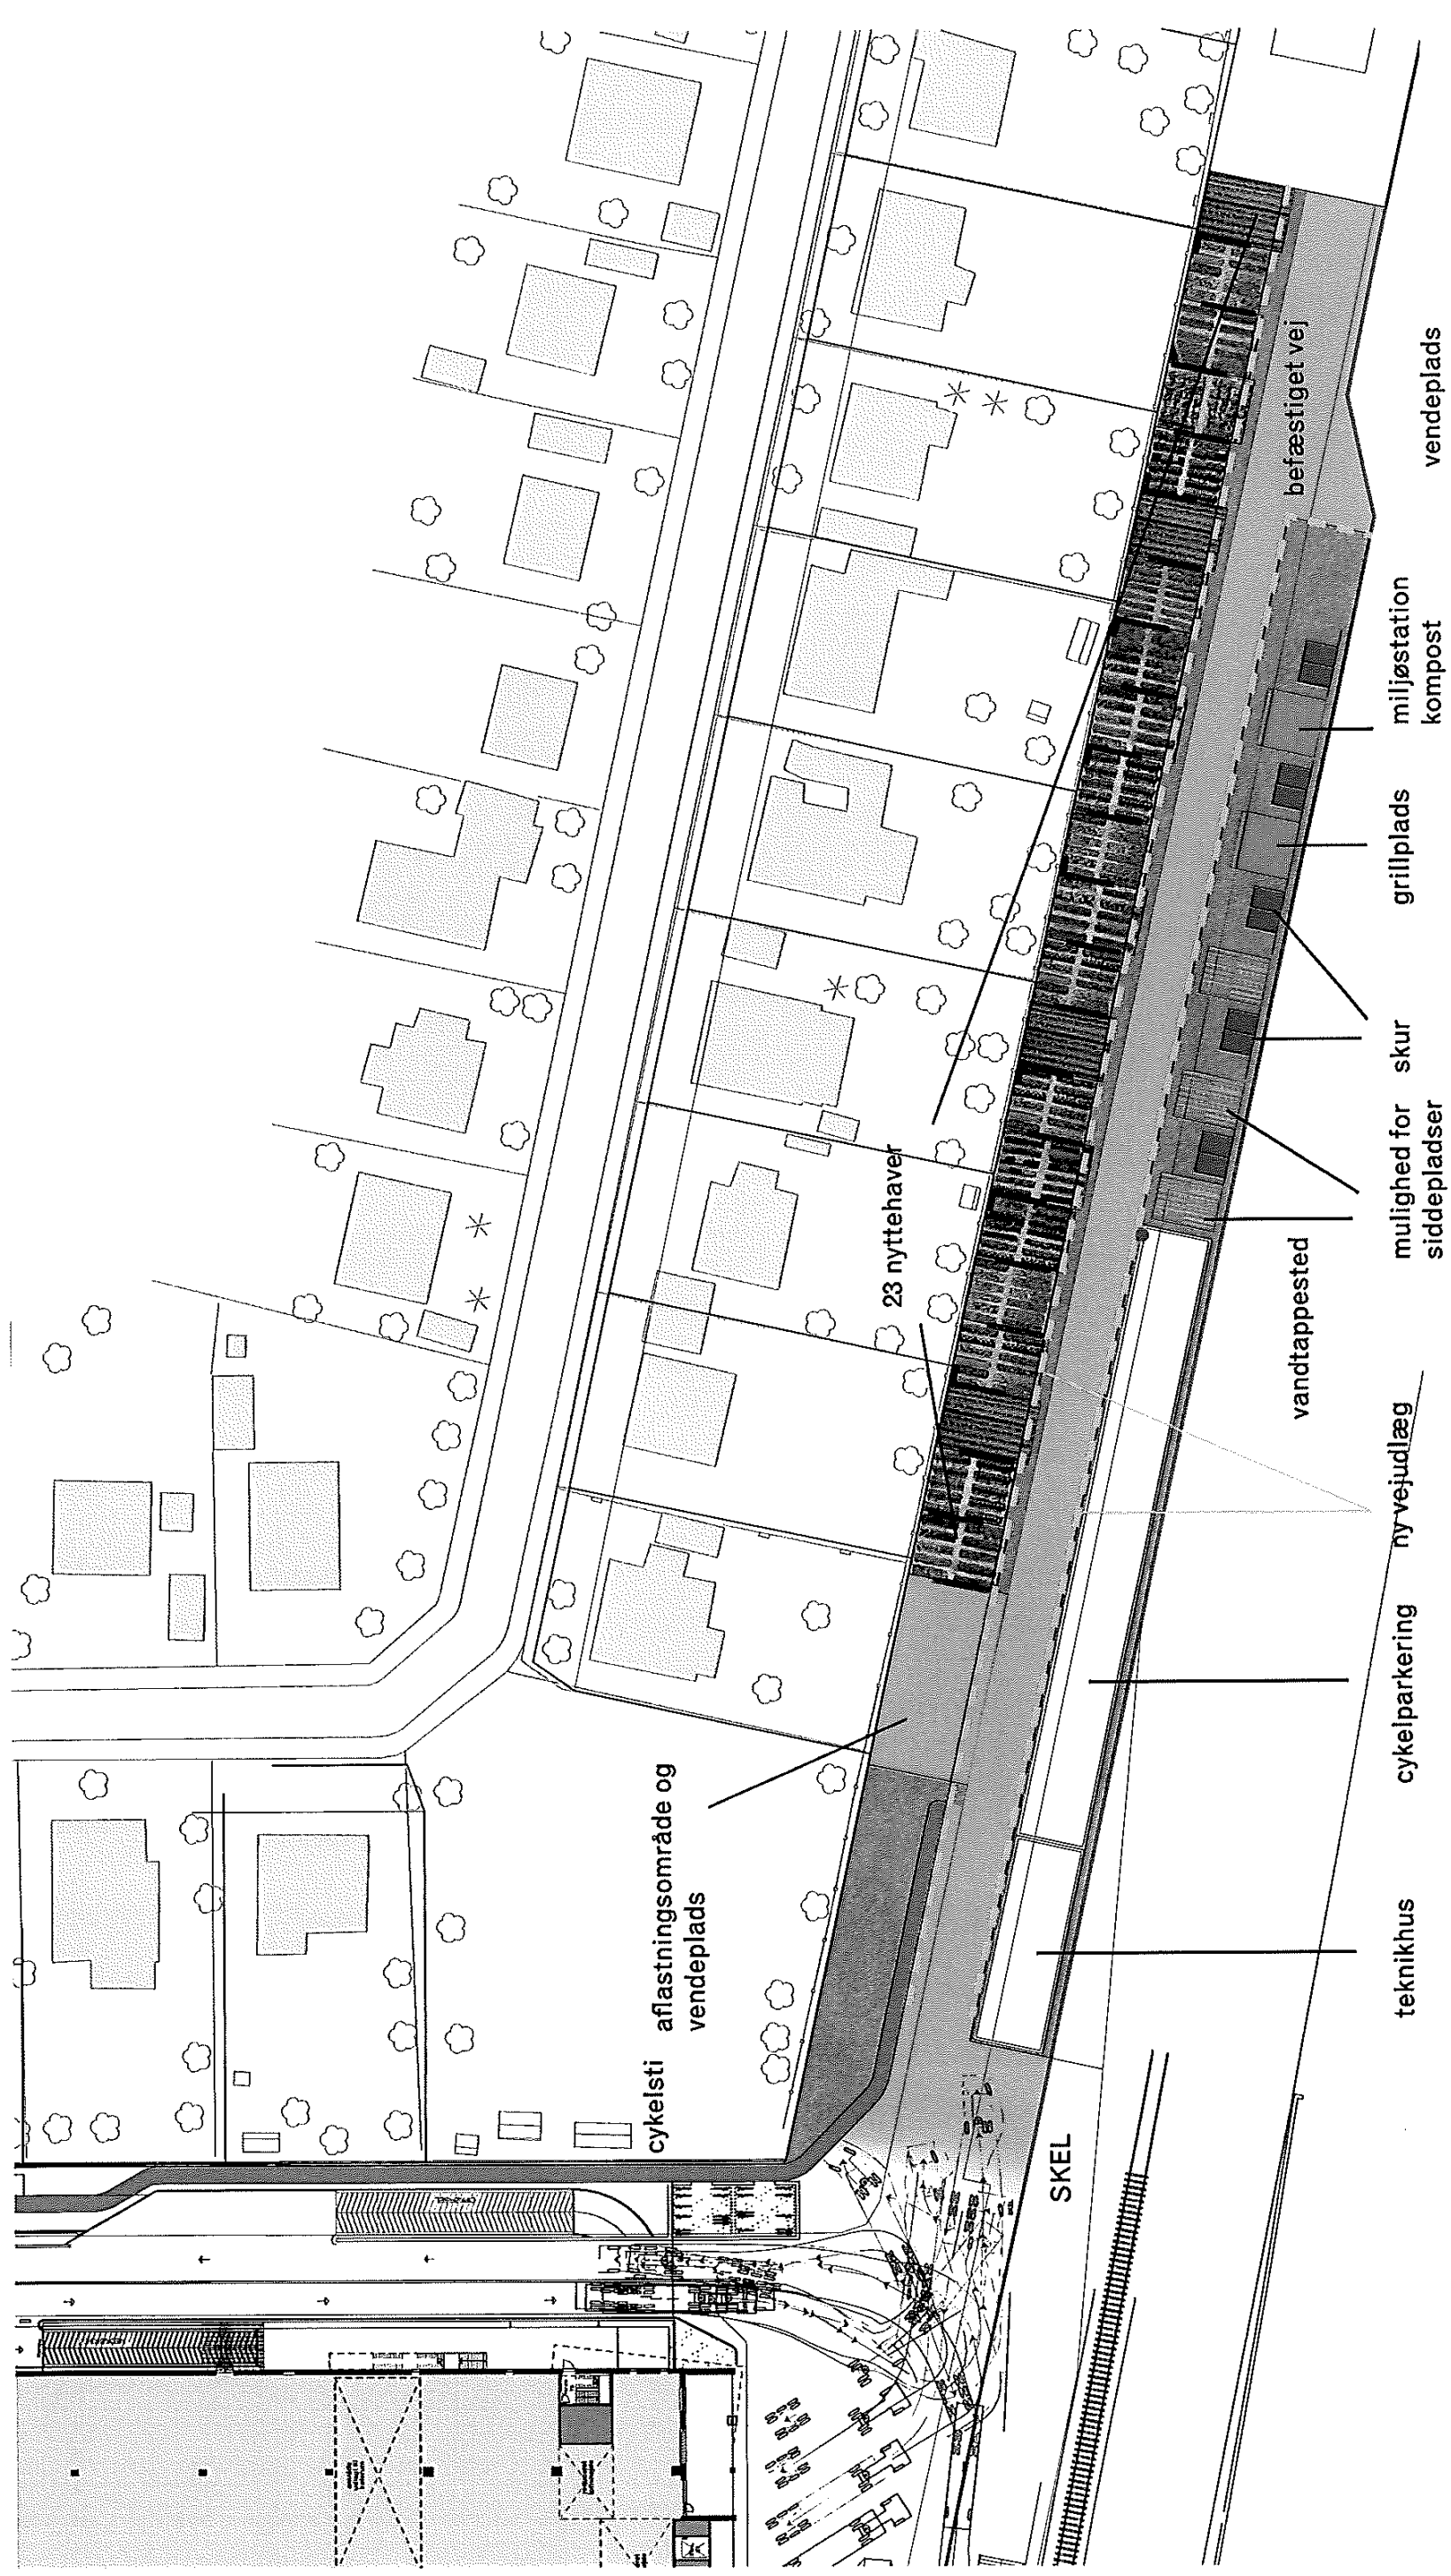 23 nyttehaver
befæstiget vej
aflastningsområde og
vendeplads
cykelsti
SKEL
teknikhus
cykelparkering
ny vejudlæg
vandtappested
mulighed for
siddepladser
skur
grillplads
miljøstation
kompost
vendeplads